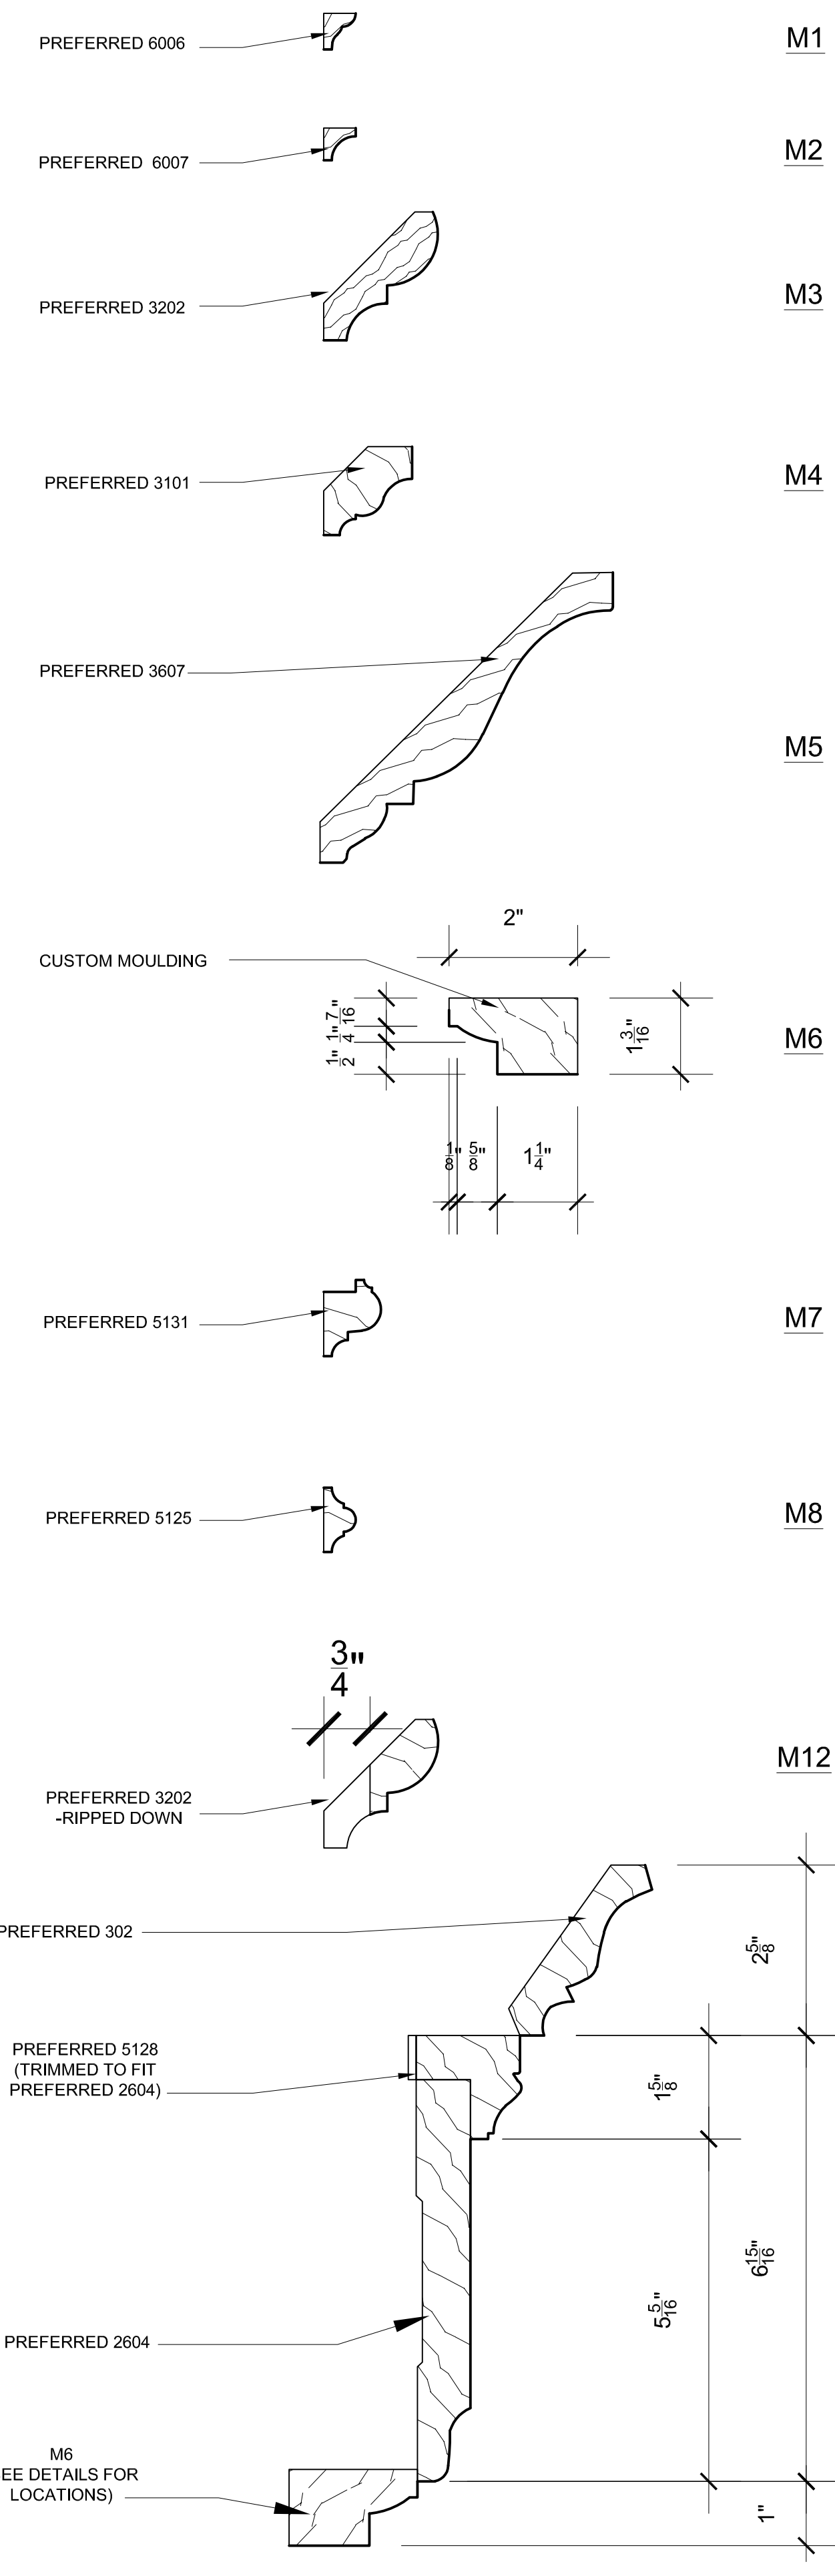 PREFERRED 6006
M1
PREFERRED 6007
M2
PREFERRED 3202
M3
PREFERRED 3101
M4
PREFERRED 3607
M5
CUSTOM MOULDING
2"
7/16"
1/4"
1/2"
1 3/16"
M6
1/8"
5/8"
1 1/4"
PREFERRED 5131
M7
PREFERRED 5125
M8
3/4"
PREFERRED 3202
-RIPPED DOWN
M12
PREFERRED 302
2 5/8"
PREFERRED 5128
(TRIMMED TO FIT
PREFERRED 2604)
1 5/8"
6 15/16"
5 5/16"
PREFERRED 2604
M6
EE DETAILS FOR
LOCATIONS)
1"